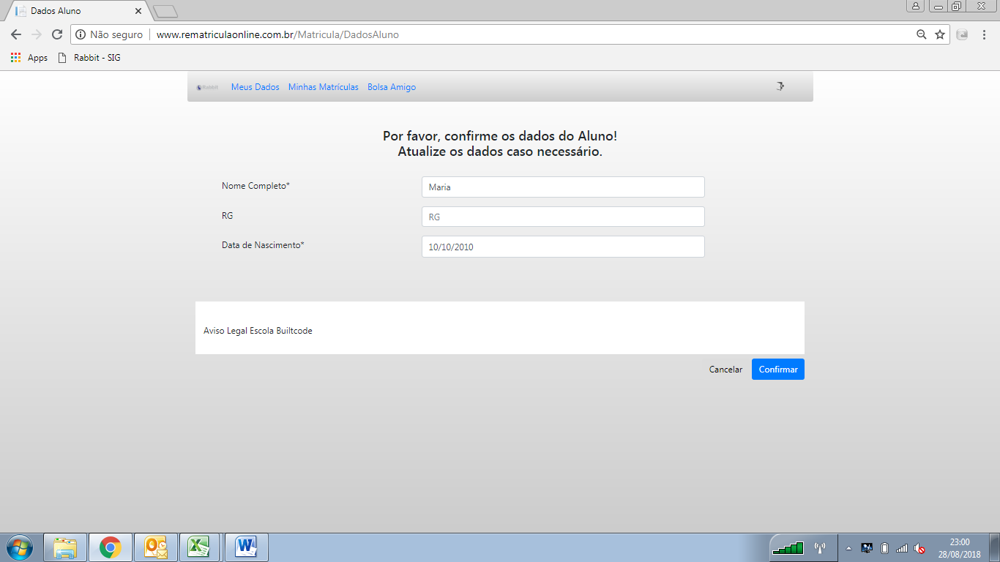 Dados Aluno
Não seguro
www.rematriculaonline.com.br/Matricula/DadosAluno
Apps
Rabbit - SIG
Rabbit
Meus Dados
Minhas Matrículas
Bolsa Amigo
Por favor, confirme os dados do Aluno!
Atualize os dados caso necessário.
Nome Completo*
Maria
RG
RG
Data de Nascimento*
10/10/2010
Aviso Legal Escola Builtcode
Cancelar
Confirmar
23:00
28/08/2018